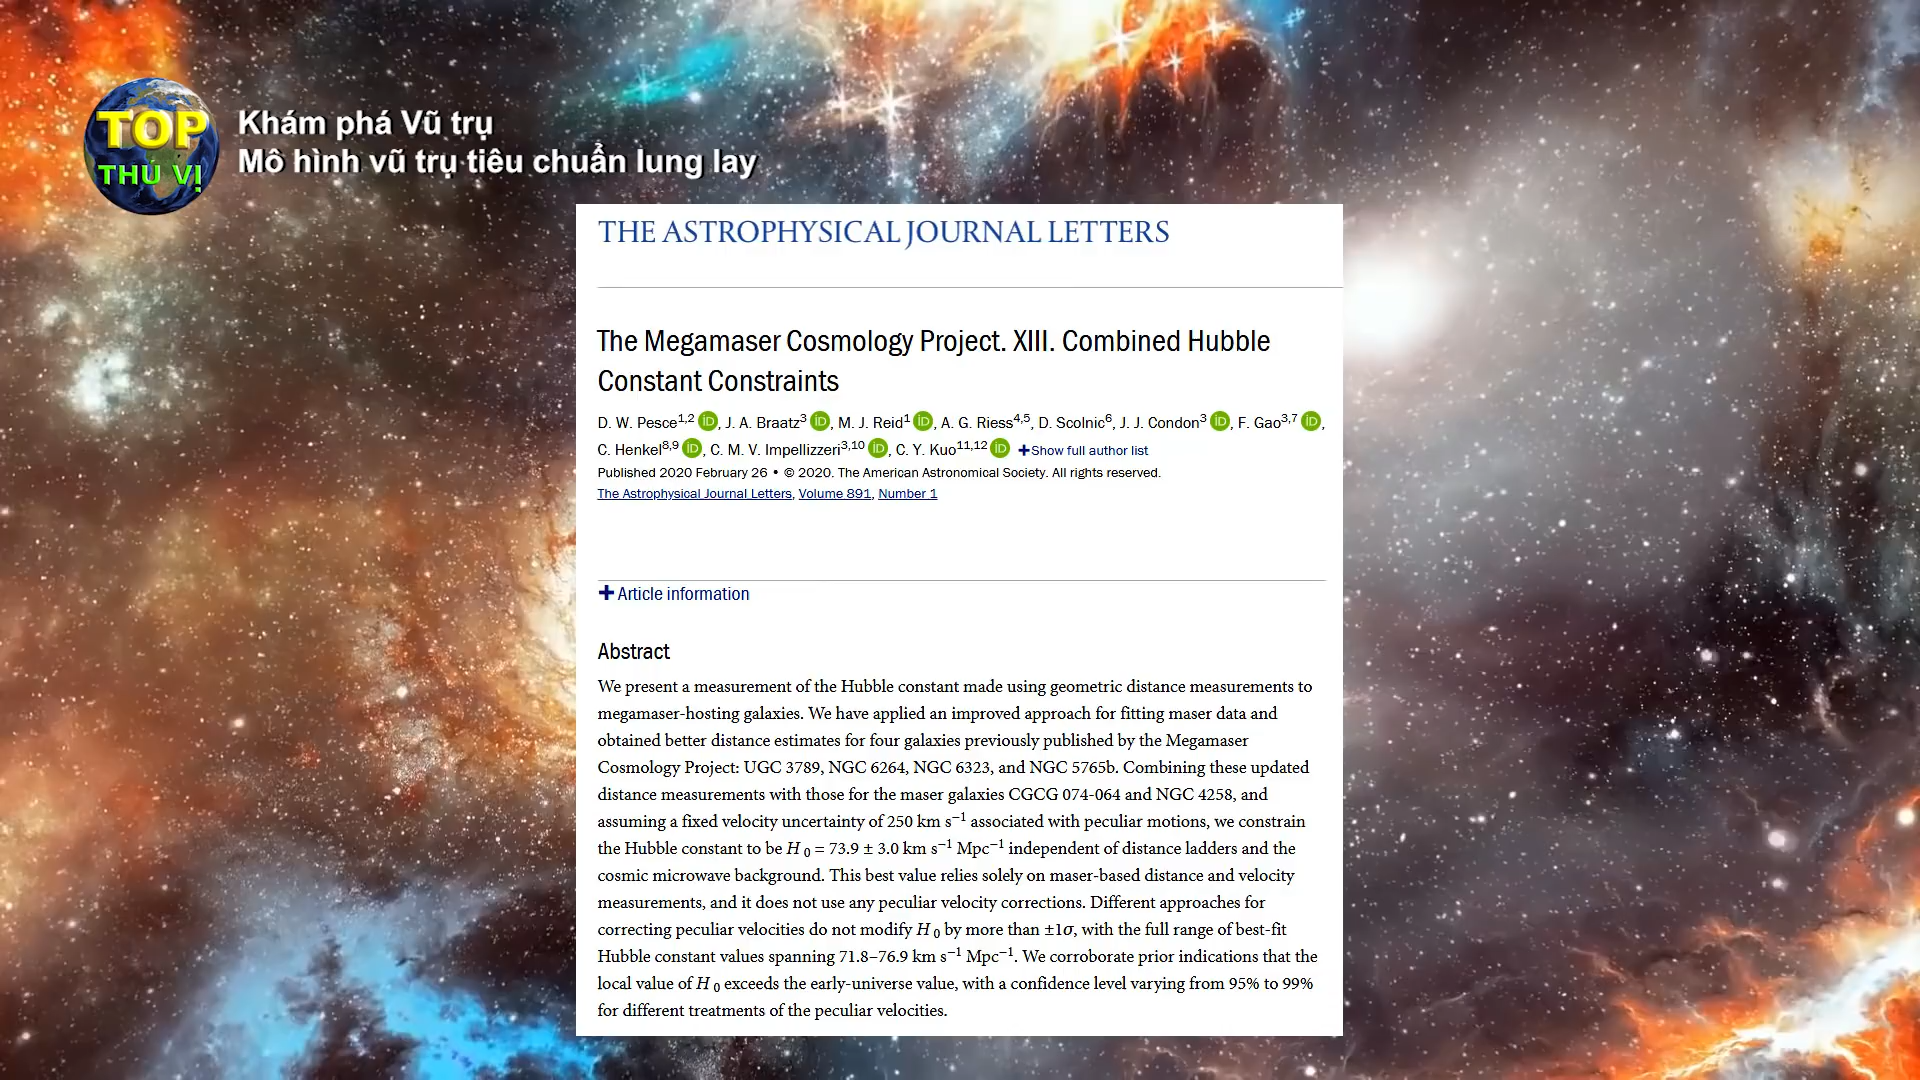 TOP
THÚ VỊ
Khám phá Vũ trụ
Mô hình vũ trụ tiêu chuẩn lung lay
THE ASTROPHYSICAL JOURNAL LETTERS
The Megamaser Cosmology Project. XIII. Combined Hubble
Constant Constraints
D. W. Pesce1,2 iD, J. A. Braatz3 iD, M. J. Reid1 iD, A. G. Riess4,5, D. Scolnic6, J. J. Condon3 iD, F. Gao3,7 iD,
C. Henkel8,9 iD, C. M. V. Impellizzeri3,10 iD, C. Y. Kuo11,12 iD +Show full author list
Published 2020 February 26 • © 2020. The American Astronomical Society. All rights reserved.
The Astrophysical Journal Letters, Volume 891, Number 1
+ Article information
Abstract
We present a measurement of the Hubble constant made using geometric distance measurements to
megamaser-hosting galaxies. We have applied an improved approach for fitting maser data and
obtained better distance estimates for four galaxies previously published by the Megamaser
Cosmology Project: UGC 3789, NGC 6264, NGC 6323, and NGC 5765b. Combining these updated
distance measurements with those for the maser galaxies CGCG 074-064 and NGC 4258, and
assuming a fixed velocity uncertainty of 250 km s−1 associated with peculiar motions, we constrain
the Hubble constant to be H 0 = 73.9 ± 3.0 km s−1 Mpc−1 independent of distance ladders and the
cosmic microwave background. This best value relies solely on maser-based distance and velocity
measurements, and it does not use any peculiar velocity corrections. Different approaches for
correcting peculiar velocities do not modify H 0 by more than ±1σ, with the full range of best-fit
Hubble constant values spanning 71.8–76.9 km s−1 Mpc−1. We corroborate prior indications that the
local value of H 0 exceeds the early-universe value, with a confidence level varying from 95% to 99%
for different treatments of the peculiar velocities.